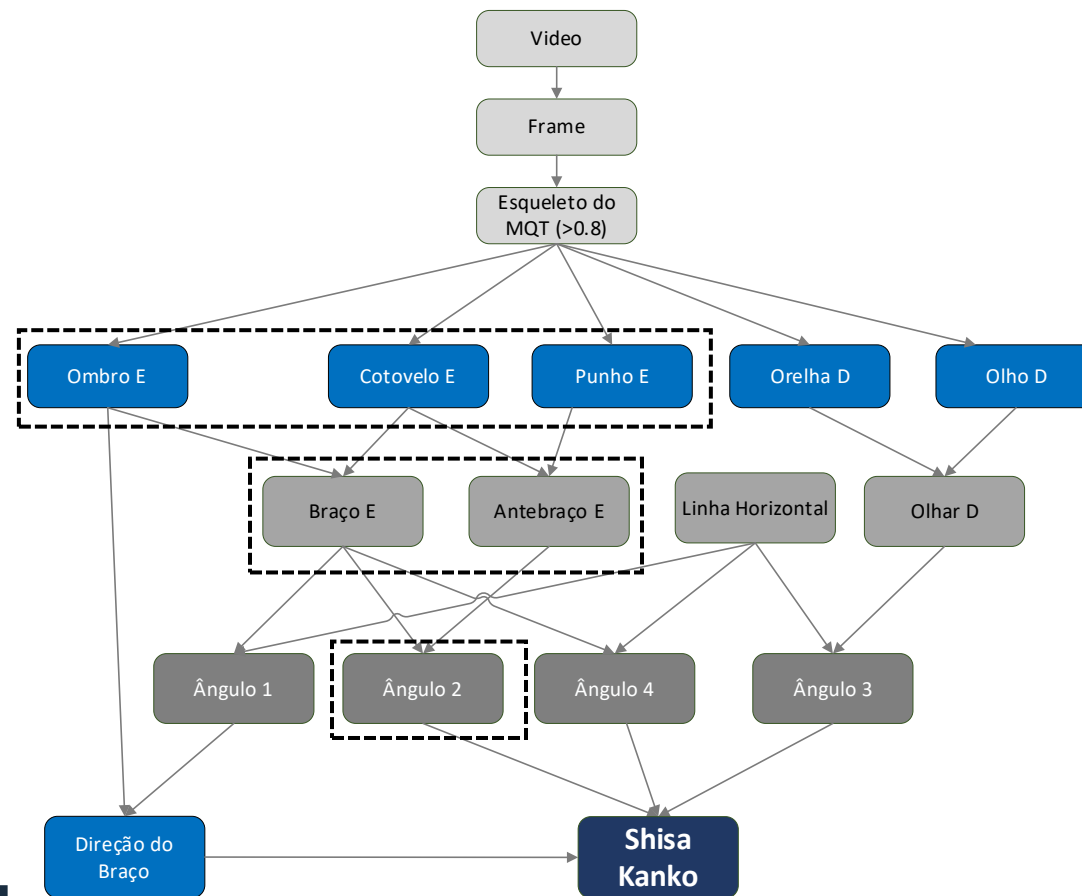 Video
Frame
Esqueleto do
MQT (>0.8)
Ombro E
Cotovelo E
Punho E
Orelha D
Olho D
Braço E
Antebraço E
Linha Horizontal
Olhar D
Ângulo 1
Ângulo 2
Ângulo 4
Ângulo 3
Direção do
Braço
Shisa
Kanko